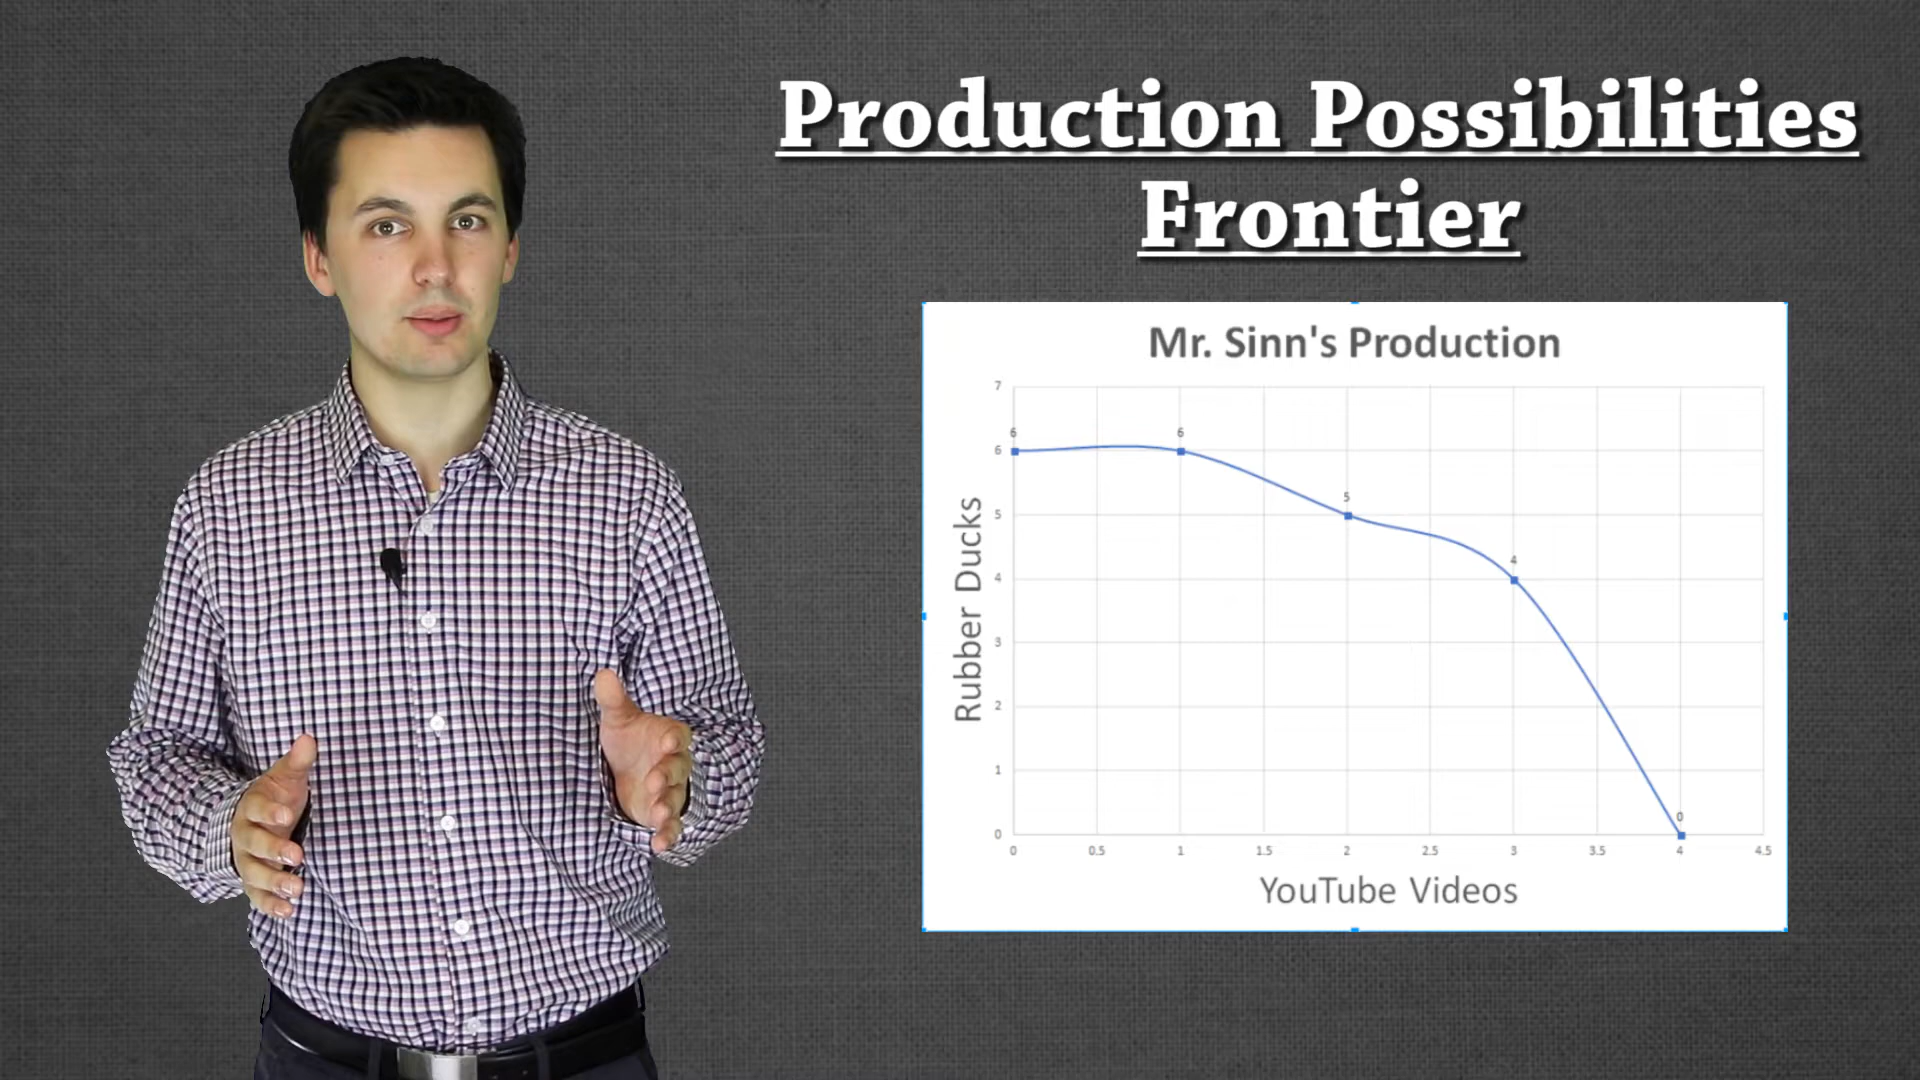 Production Possibilities
Frontier
Mr. Sinn's Production
7
6
5
4
3
2
1
0
6
6
5
4
0
0 0.5 1 1.5 2 2.5 3 3.5 4 4.5
Rubber Ducks
YouTube Videos